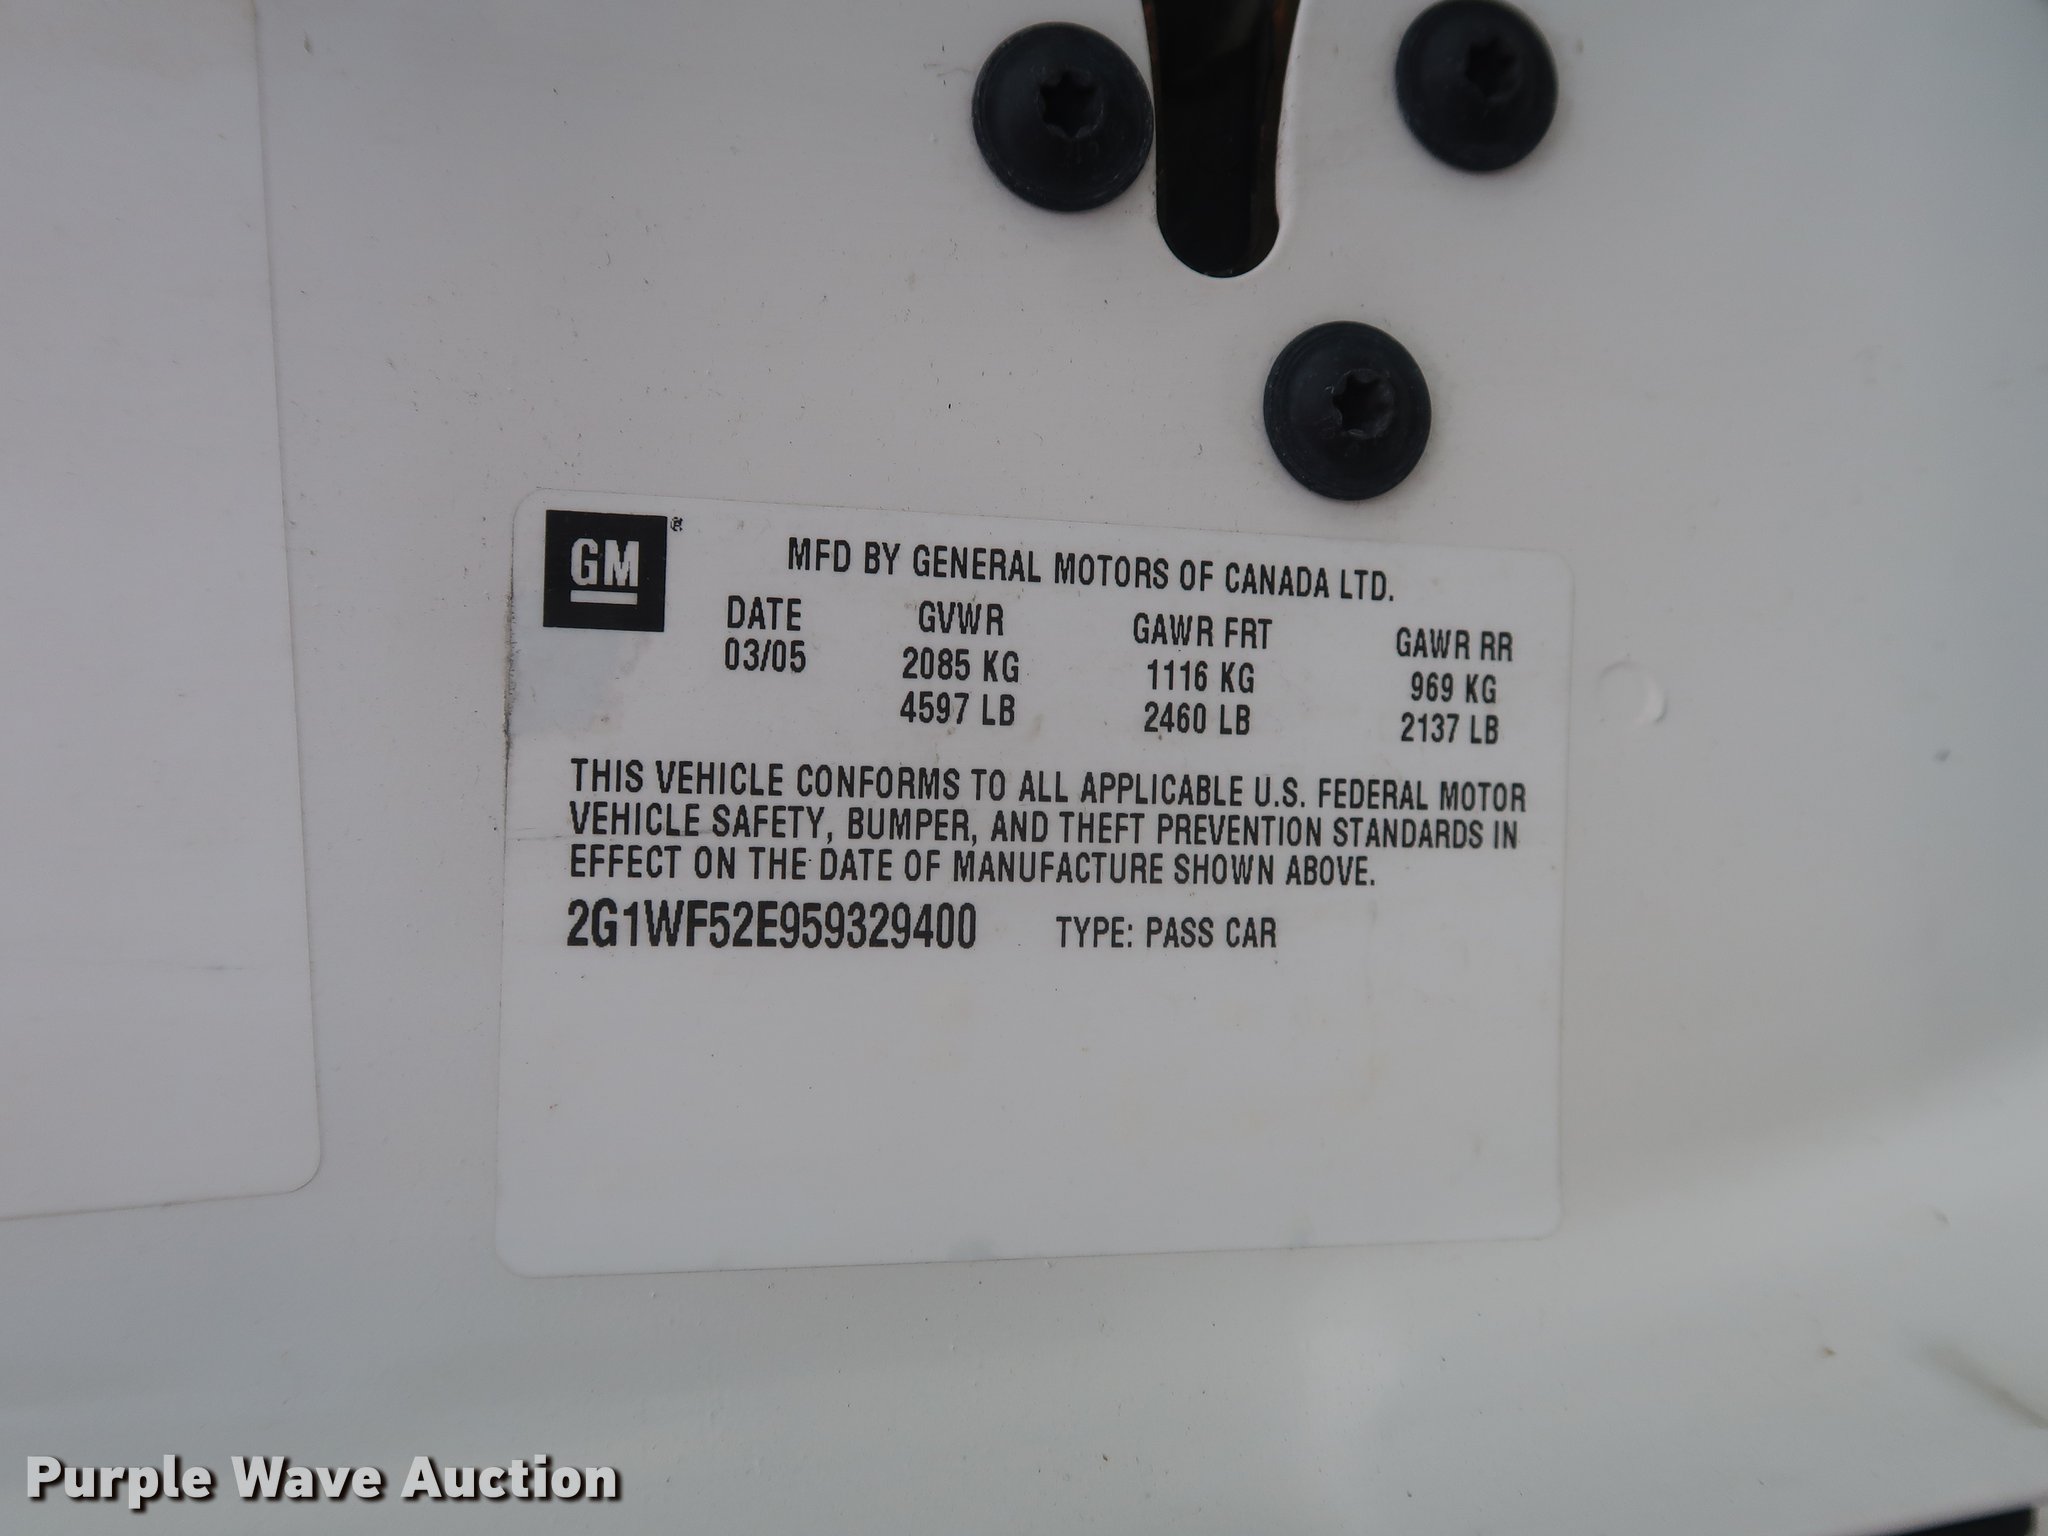 GM ®
MFD BY GENERAL MOTORS OF CANADA LTD.
DATE GVWR GAWR FRT GAWR RR
03/05 2085 KG 1116 KG 969 KG
4597 LB 2460 LB 2137 LB
THIS VEHICLE CONFORMS TO ALL APPLICABLE U.S. FEDERAL MOTOR
VEHICLE SAFETY, BUMPER, AND THEFT PREVENTION STANDARDS IN
EFFECT ON THE DATE OF MANUFACTURE SHOWN ABOVE.
2G1WF52E959329400 TYPE: PASS CAR
Purple Wave Auction